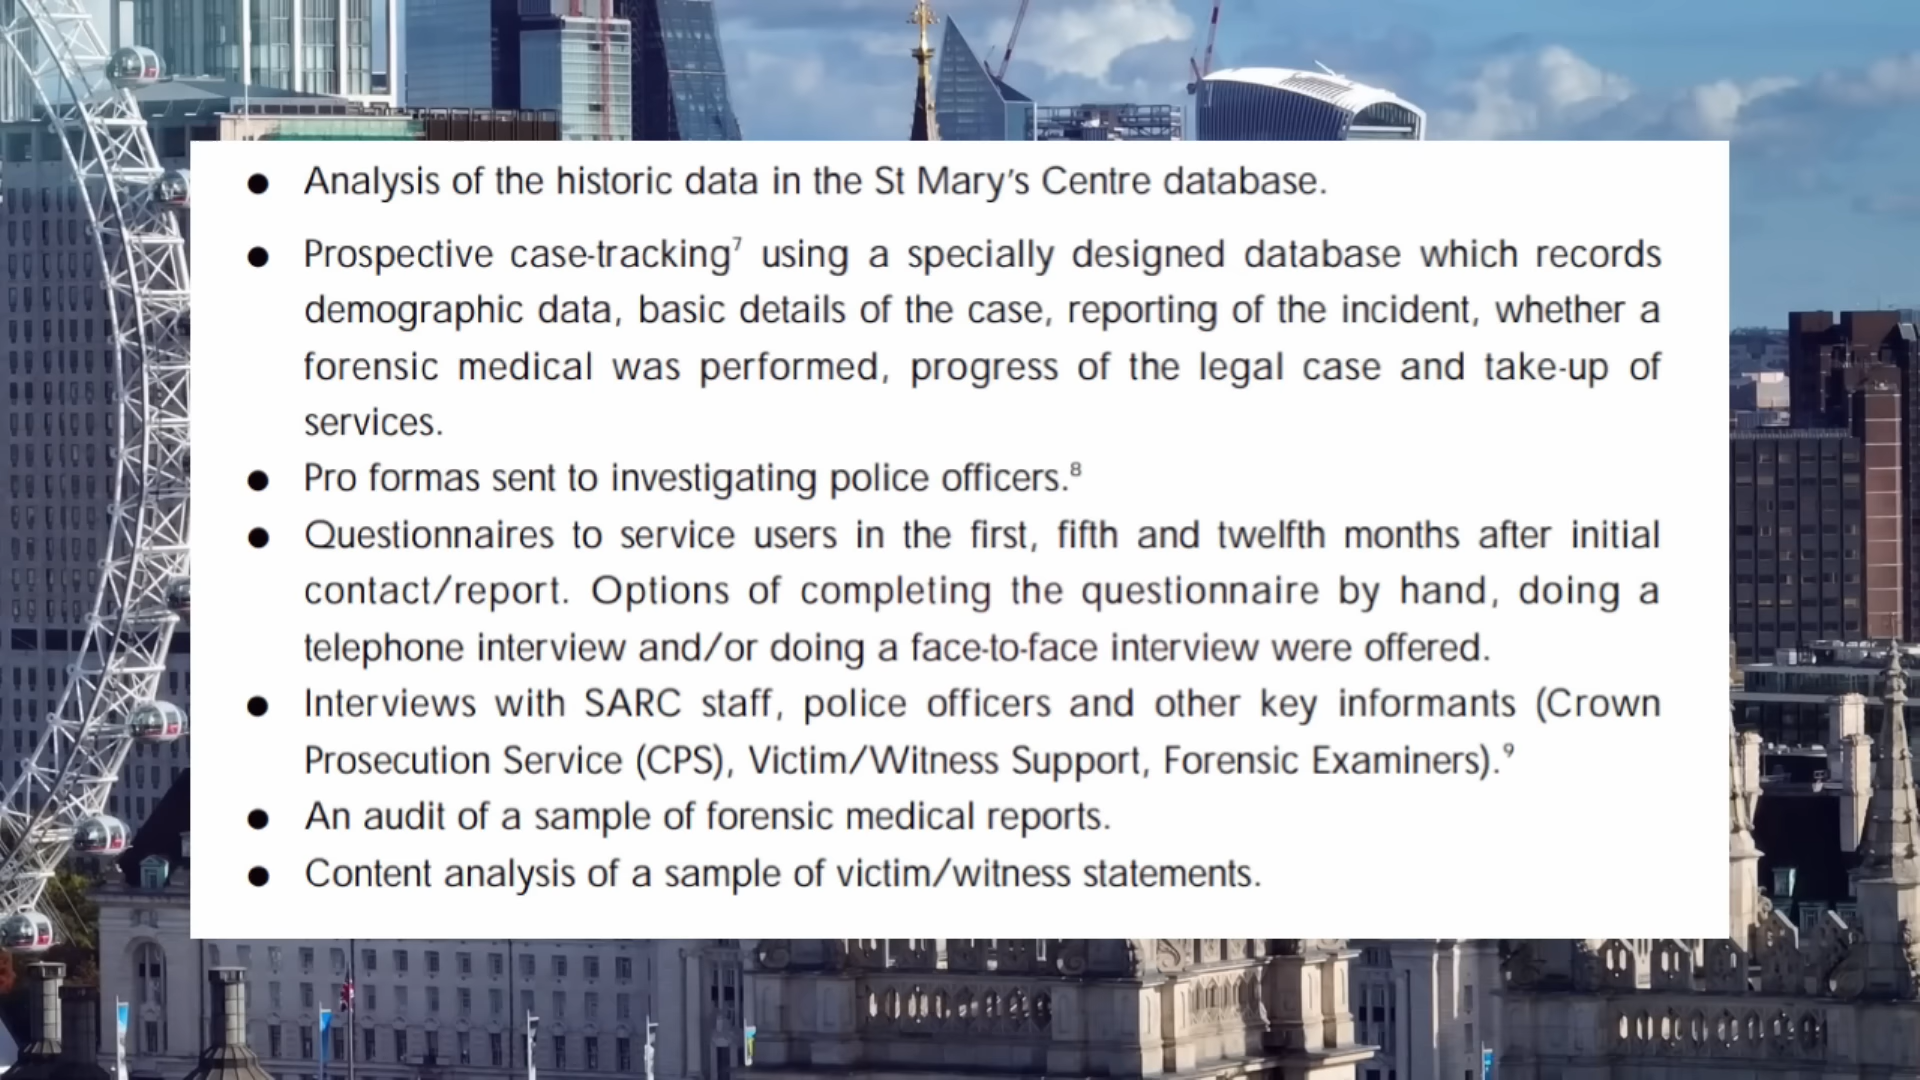 ● Analysis of the historic data in the St Mary's Centre database.
● Prospective case-tracking⁷ using a specially designed database which records
demographic data, basic details of the case, reporting of the incident, whether a
forensic medical was performed, progress of the legal case and take-up of
services.
● Pro formas sent to investigating police officers.⁸
● Questionnaires to service users in the first, fifth and twelfth months after initial
contact/report. Options of completing the questionnaire by hand, doing a
telephone interview and/or doing a face-to-face interview were offered.
● Interviews with SARC staff, police officers and other key informants (Crown
Prosecution Service (CPS), Victim/Witness Support, Forensic Examiners).⁹
● An audit of a sample of forensic medical reports.
● Content analysis of a sample of victim/witness statements.